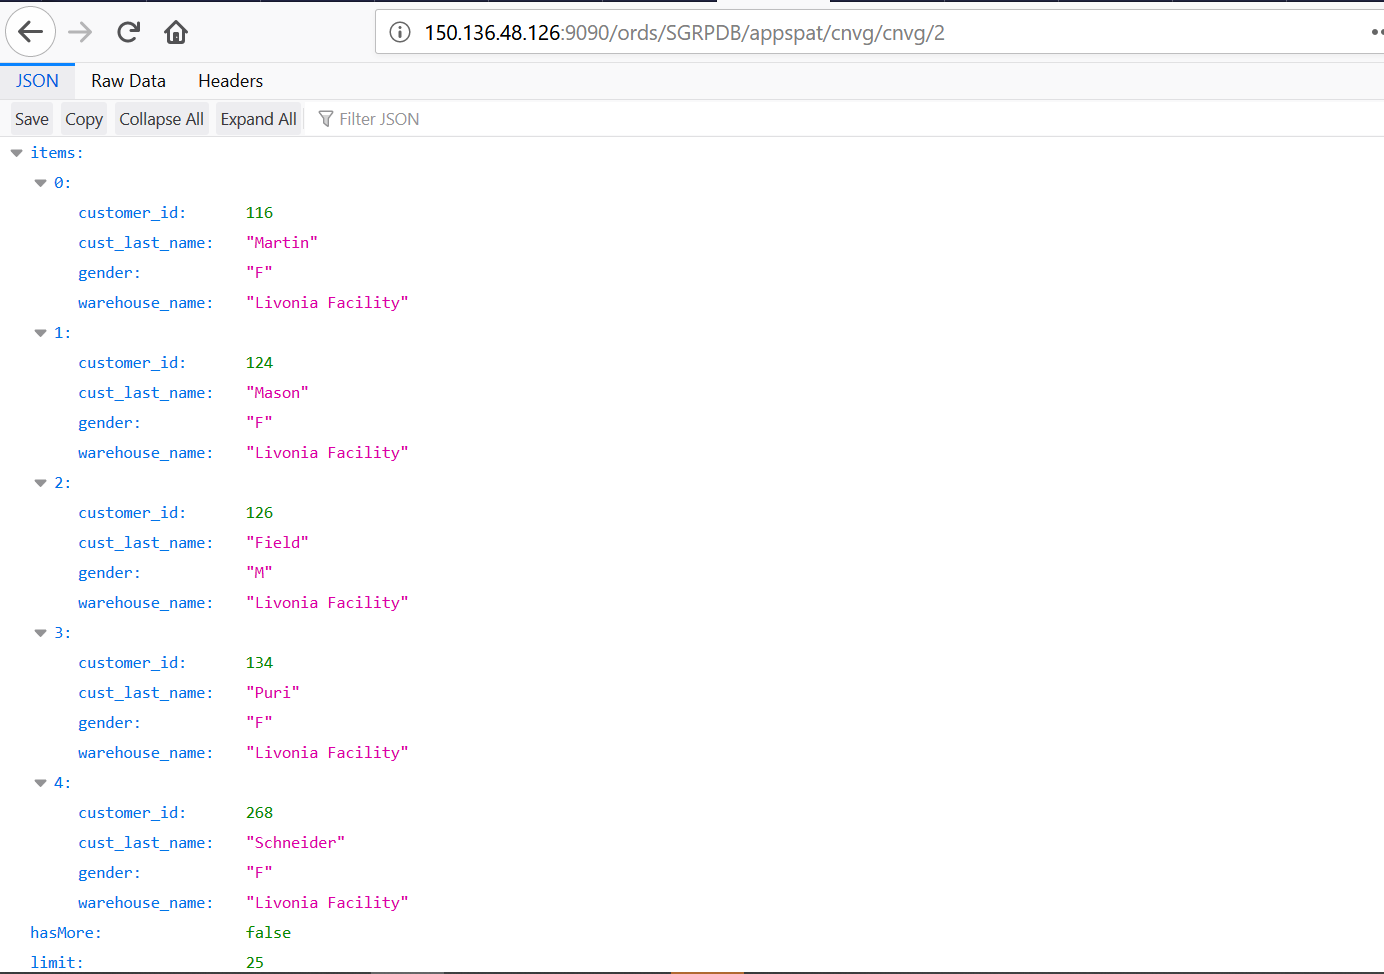 150.136.48.126:9090/ords/SGRPDB/appspat/cnvg/cnvg/2
JSON Raw Data Headers
Save Copy Collapse All Expand All Filter JSON
items:
0:
customer_id: 116
cust_last_name: "Martin"
gender: "F"
warehouse_name: "Livonia Facility"
1:
customer_id: 124
cust_last_name: "Mason"
gender: "F"
warehouse_name: "Livonia Facility"
2:
customer_id: 126
cust_last_name: "Field"
gender: "M"
warehouse_name: "Livonia Facility"
3:
customer_id: 134
cust_last_name: "Puri"
gender: "F"
warehouse_name: "Livonia Facility"
4:
customer_id: 268
cust_last_name: "Schneider"
gender: "F"
warehouse_name: "Livonia Facility"
hasMore: false
limit: 25